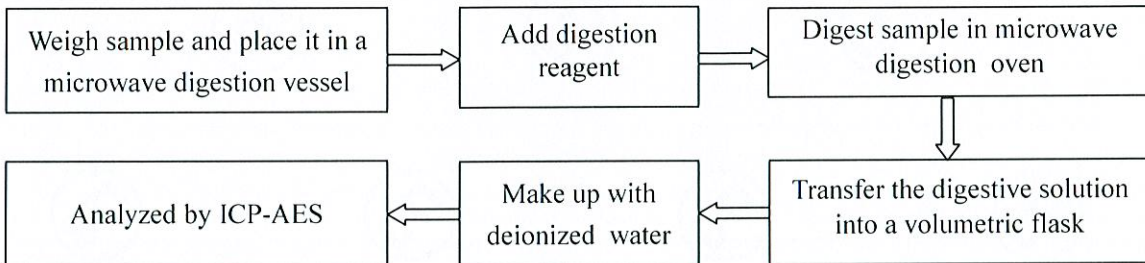 Weigh sample and place it in a
microwave digestion vessel
Add digestion
reagent
Digest sample in microwave
digestion oven
Transfer the digestive solution
into a volumetric flask
Make up with
deionized water
Analyzed by ICP-AES